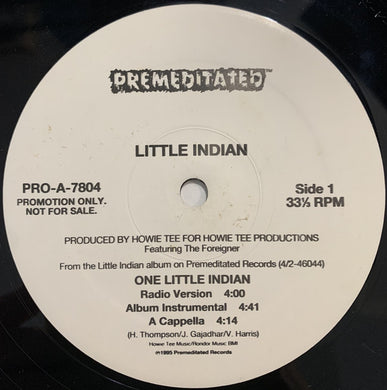 PREMEDITATED
LITTLE INDIAN
PRO-A-7804
PROMOTION ONLY.
NOT FOR SALE.
Side 1
33⅓ RPM
PRODUCED BY HOWIE TEE FOR HOWIE TEE PRODUCTIONS
Featuring The Foreigner
From the Little Indian album on Premeditated Records (4/2-46044)
ONE LITTLE INDIAN
Radio Version 4:00
Album Instrumental 4:41
A Cappella 4:14
(H. Thompson/J. Gajadhar/V. Harris)
Howie Tee Music/Rondor Music BMI
℗1995 Premeditated Records